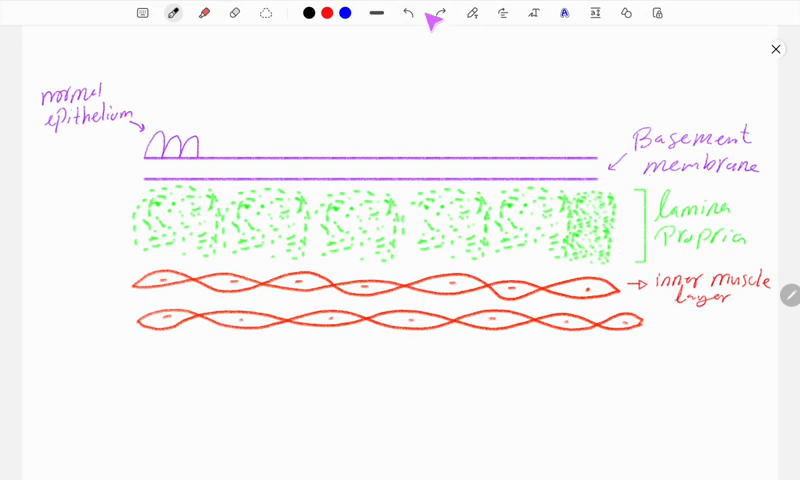 normal
epithelium
Basement
membrane
lamina
propria
inner muscle
layer